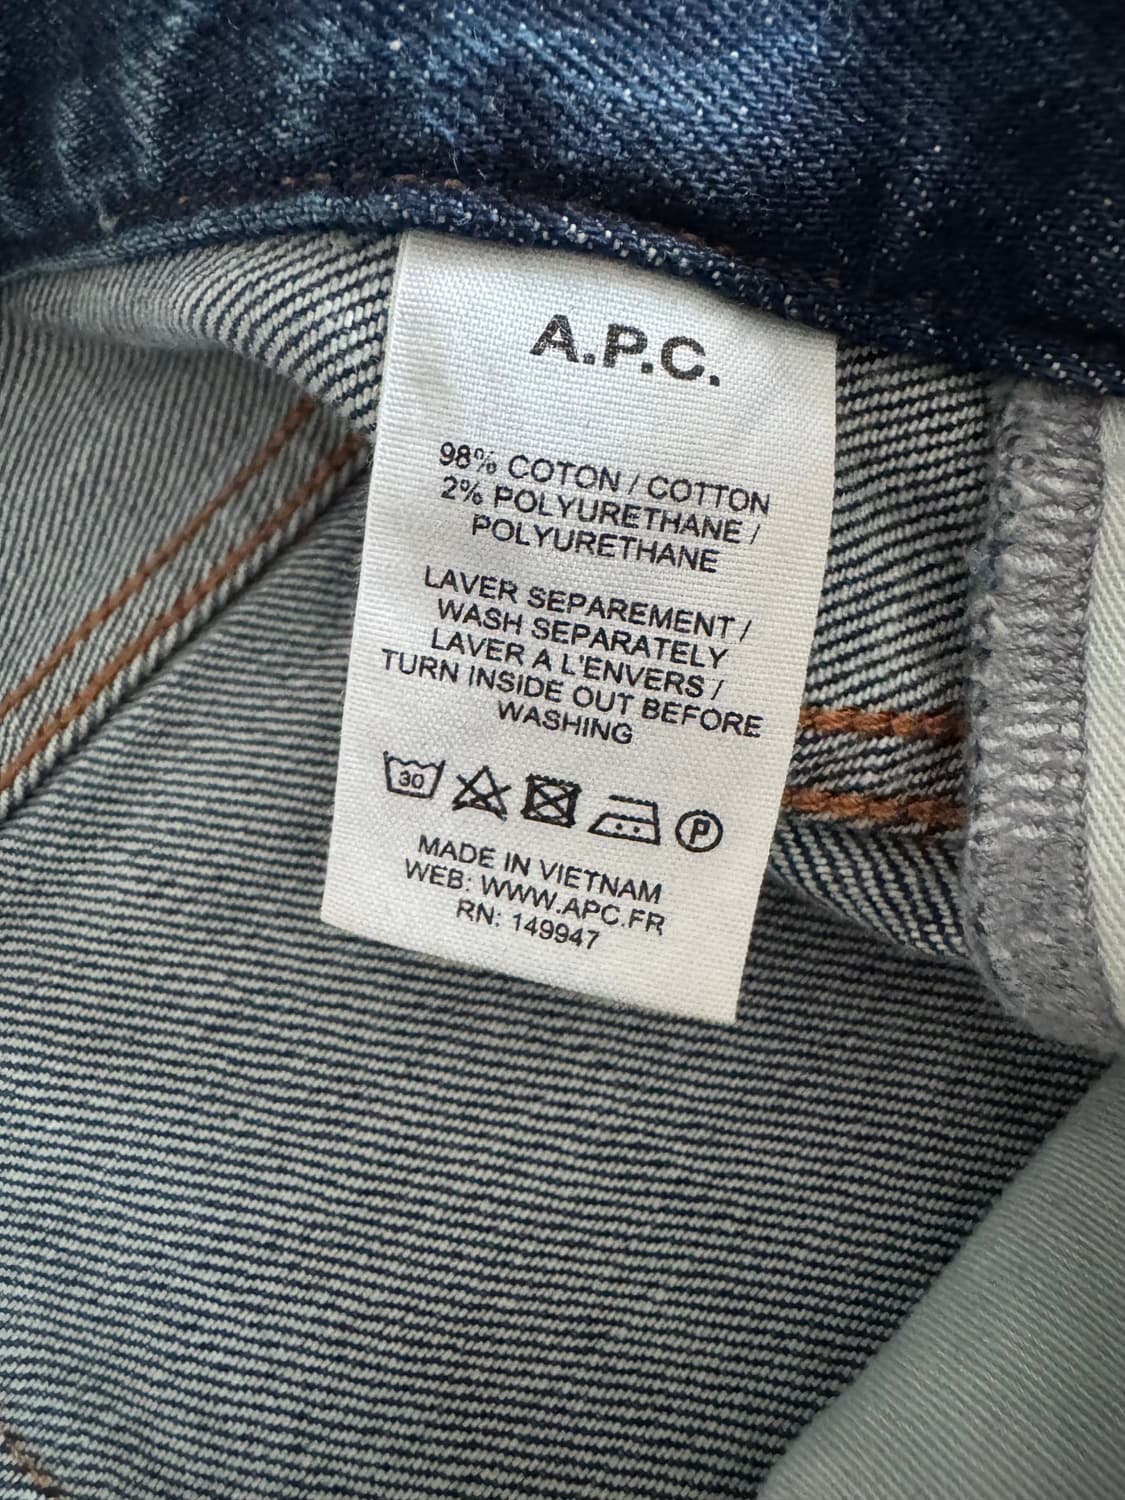 A.P.C.
98% COTON / COTTON
2% POLYURETHANE /
POLYURETHANE
LAVER SEPAREMENT /
WASH SEPARATELY
LAVER A L'ENVERS /
TURN INSIDE OUT BEFORE
WASHING
30 P
MADE IN VIETNAM
WEB: WWW.APC.FR
RN: 149947